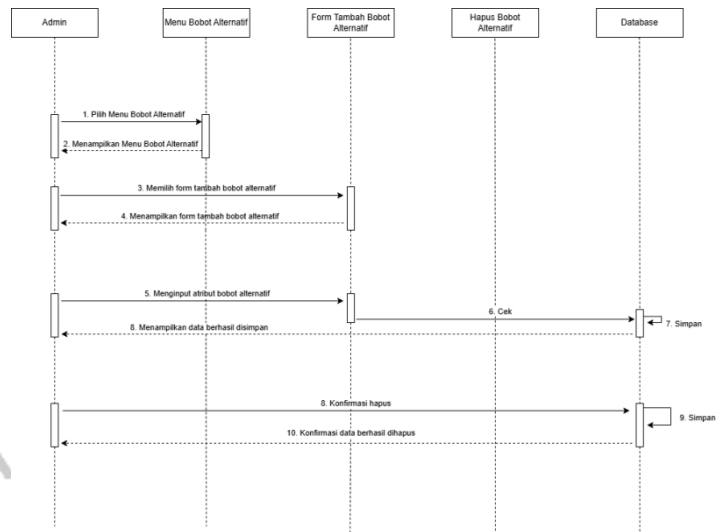 Admin
Menu Bobot Alternatif
Form Tambah Bobot
Alternatif
Hapus Bobot
Alternatif
Database
1. Pilih Menu Bobot Alternatif
2. Menampilkan Menu Bobot Alternatif
3. Memilih form tambah bobot alternatif
4. Menampilkan form tambah bobot alternatif
5. Menginput atribut bobot alternatif
6. Cek
7. Simpan
8. Menampilkan data berhasil disimpan
8. Konfirmasi hapus
9. Simpan
10. Konfirmasi data berhasil dihapus